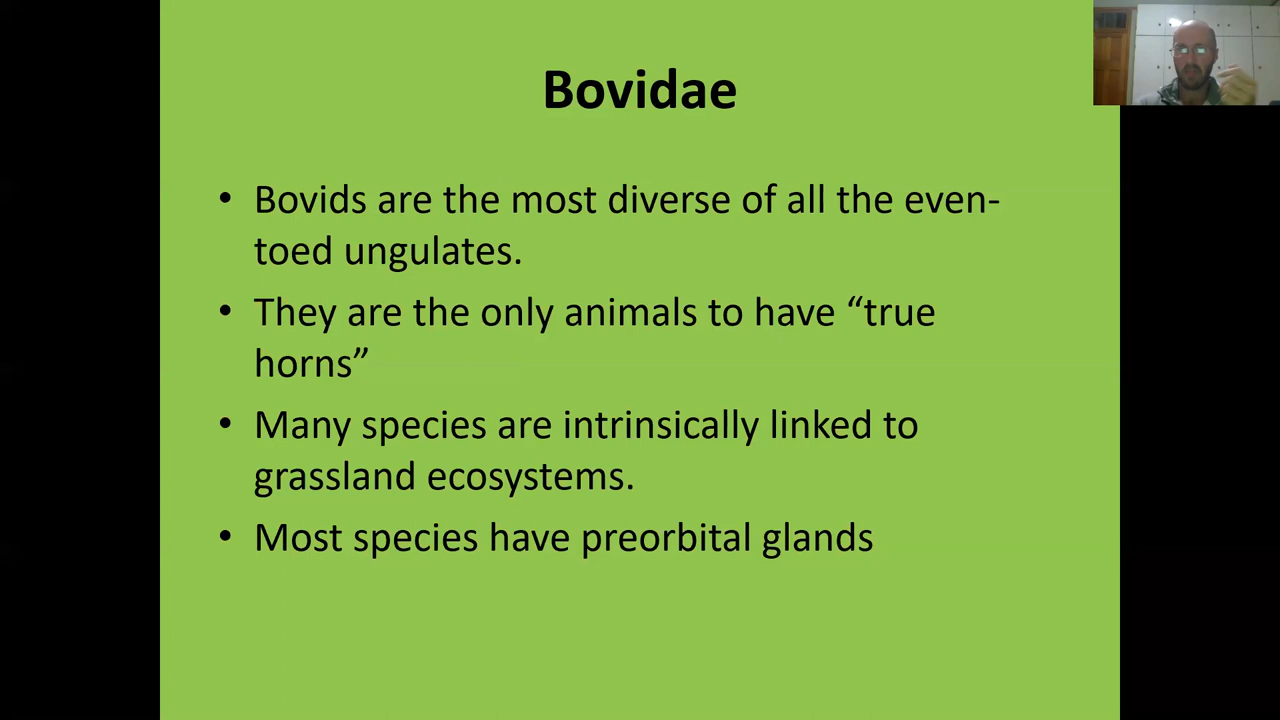 Bovidae
• Bovids are the most diverse of all the even-
toed ungulates.
• They are the only animals to have “true
horns”
• Many species are intrinsically linked to
grassland ecosystems.
• Most species have preorbital glands